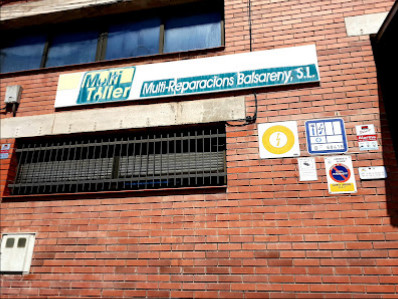 Multi
Taller
Multi-Reparacions Balsareny, S.L.